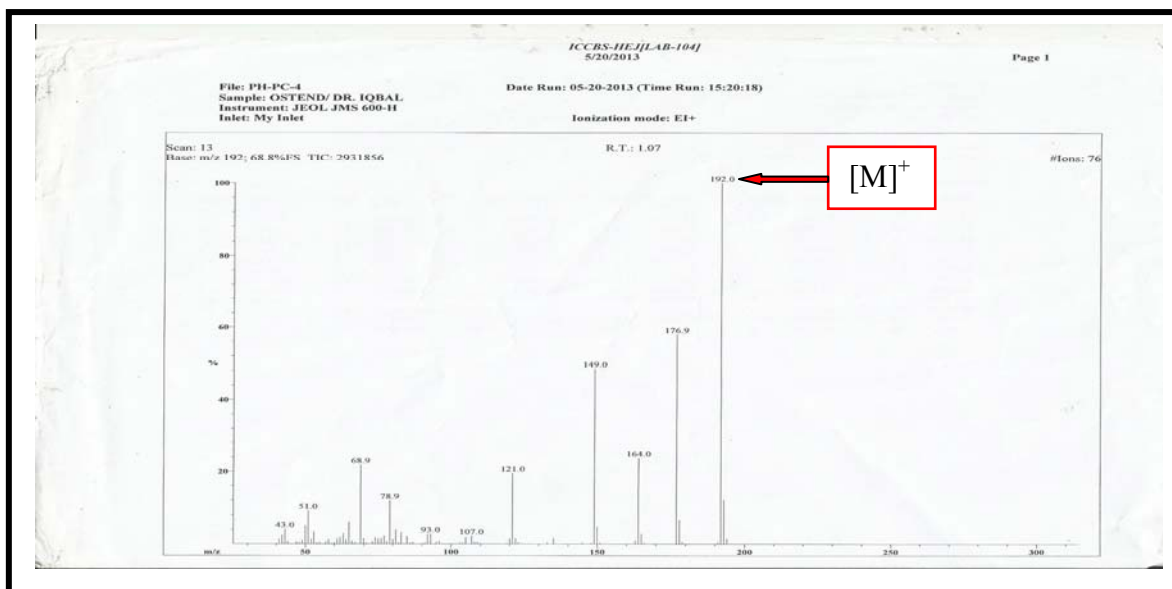 ICCBS-HEJ[LAB-104]
5/20/2013
Page 1
File: PH-PC-4
Sample: OSTEND/ DR. IQBAL
Instrument: JEOL JMS 600-H
Inlet: My Inlet
Date Run: 05-20-2013 (Time Run: 15:20:18)
Ionization mode: EI+
Scan: 13
R.T.: 1.07
Base: m/z 192; 68.8%FS TIC: 2931856
#Ions: 76
[M]+
192.0
100
80
60
%
40
20
176.9
149.0
164.0
68.9
121.0
78.9
51.0
43.0
93.0
107.0
m/z
50
100
150
200
250
300